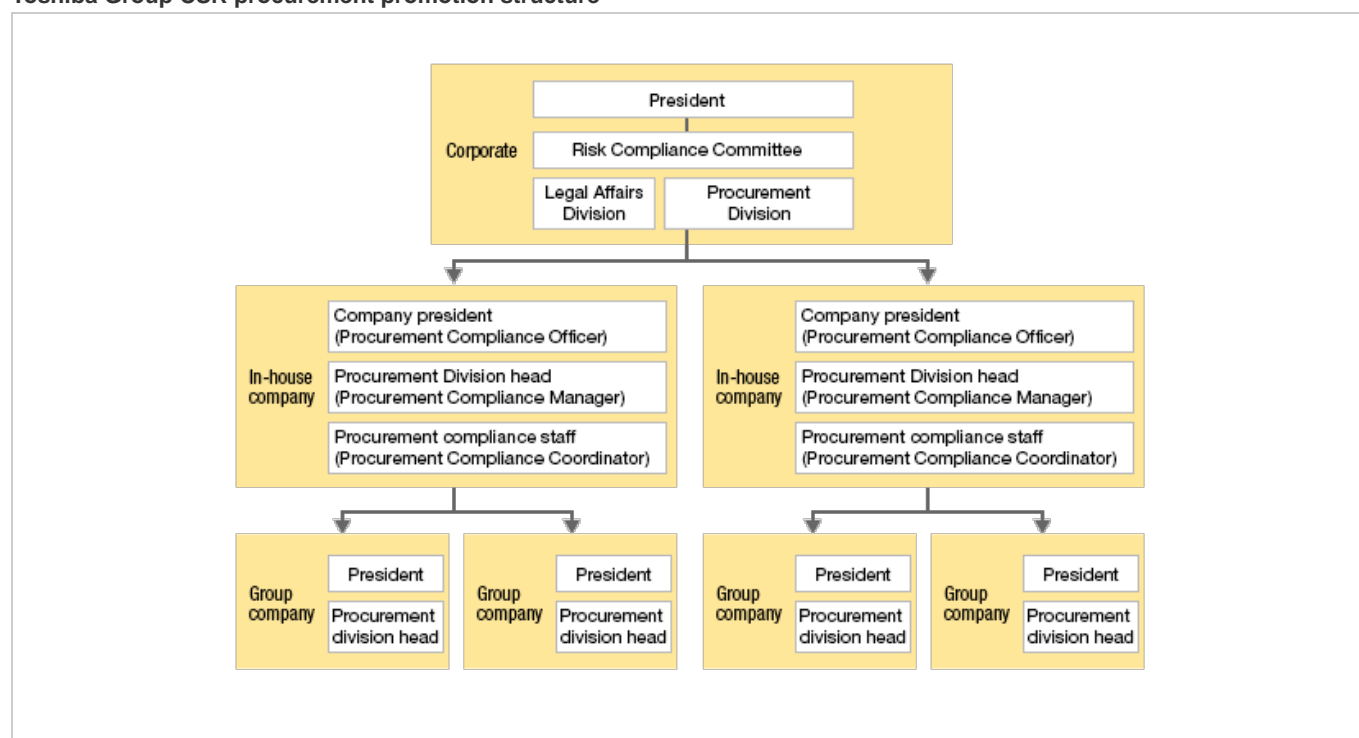 Toshiba Group CSR procurement promotion structure
President
Corporate
Risk Compliance Committee
Legal Affairs
Division
Procurement
Division
In-house
company
Company president
(Procurement Compliance Officer)
Procurement Division head
(Procurement Compliance Manager)
Procurement compliance staff
(Procurement Compliance Coordinator)
In-house
company
Company president
(Procurement Compliance Officer)
Procurement Division head
(Procurement Compliance Manager)
Procurement compliance staff
(Procurement Compliance Coordinator)
Group
company
President
Procurement
division head
Group
company
President
Procurement
division head
Group
company
President
Procurement
division head
Group
company
President
Procurement
division head